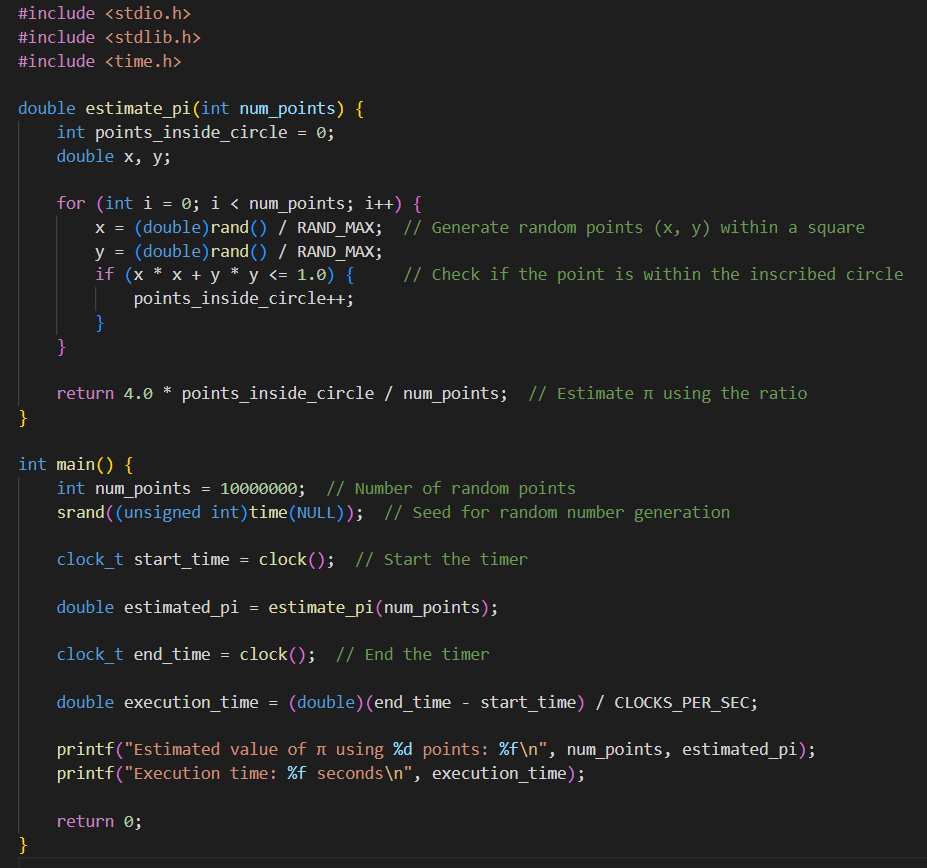 #include <stdio.h>
#include <stdlib.h>
#include <time.h>

double estimate_pi(int num_points) {
    int points_inside_circle = 0;
    double x, y;

    for (int i = 0; i < num_points; i++) {
        x = (double)rand() / RAND_MAX;  // Generate random points (x, y) within a square
        y = (double)rand() / RAND_MAX;
        if (x * x + y * y <= 1.0) {     // Check if the point is within the inscribed circle
            points_inside_circle++;
        }
    }

    return 4.0 * points_inside_circle / num_points;  // Estimate π using the ratio
}

int main() {
    int num_points = 10000000;  // Number of random points
    srand((unsigned int)time(NULL));  // Seed for random number generation

    clock_t start_time = clock();  // Start the timer

    double estimated_pi = estimate_pi(num_points);

    clock_t end_time = clock();  // End the timer

    double execution_time = (double)(end_time - start_time) / CLOCKS_PER_SEC;

    printf("Estimated value of π using %d points: %f\n", num_points, estimated_pi);
    printf("Execution time: %f seconds\n", execution_time);

    return 0;
}